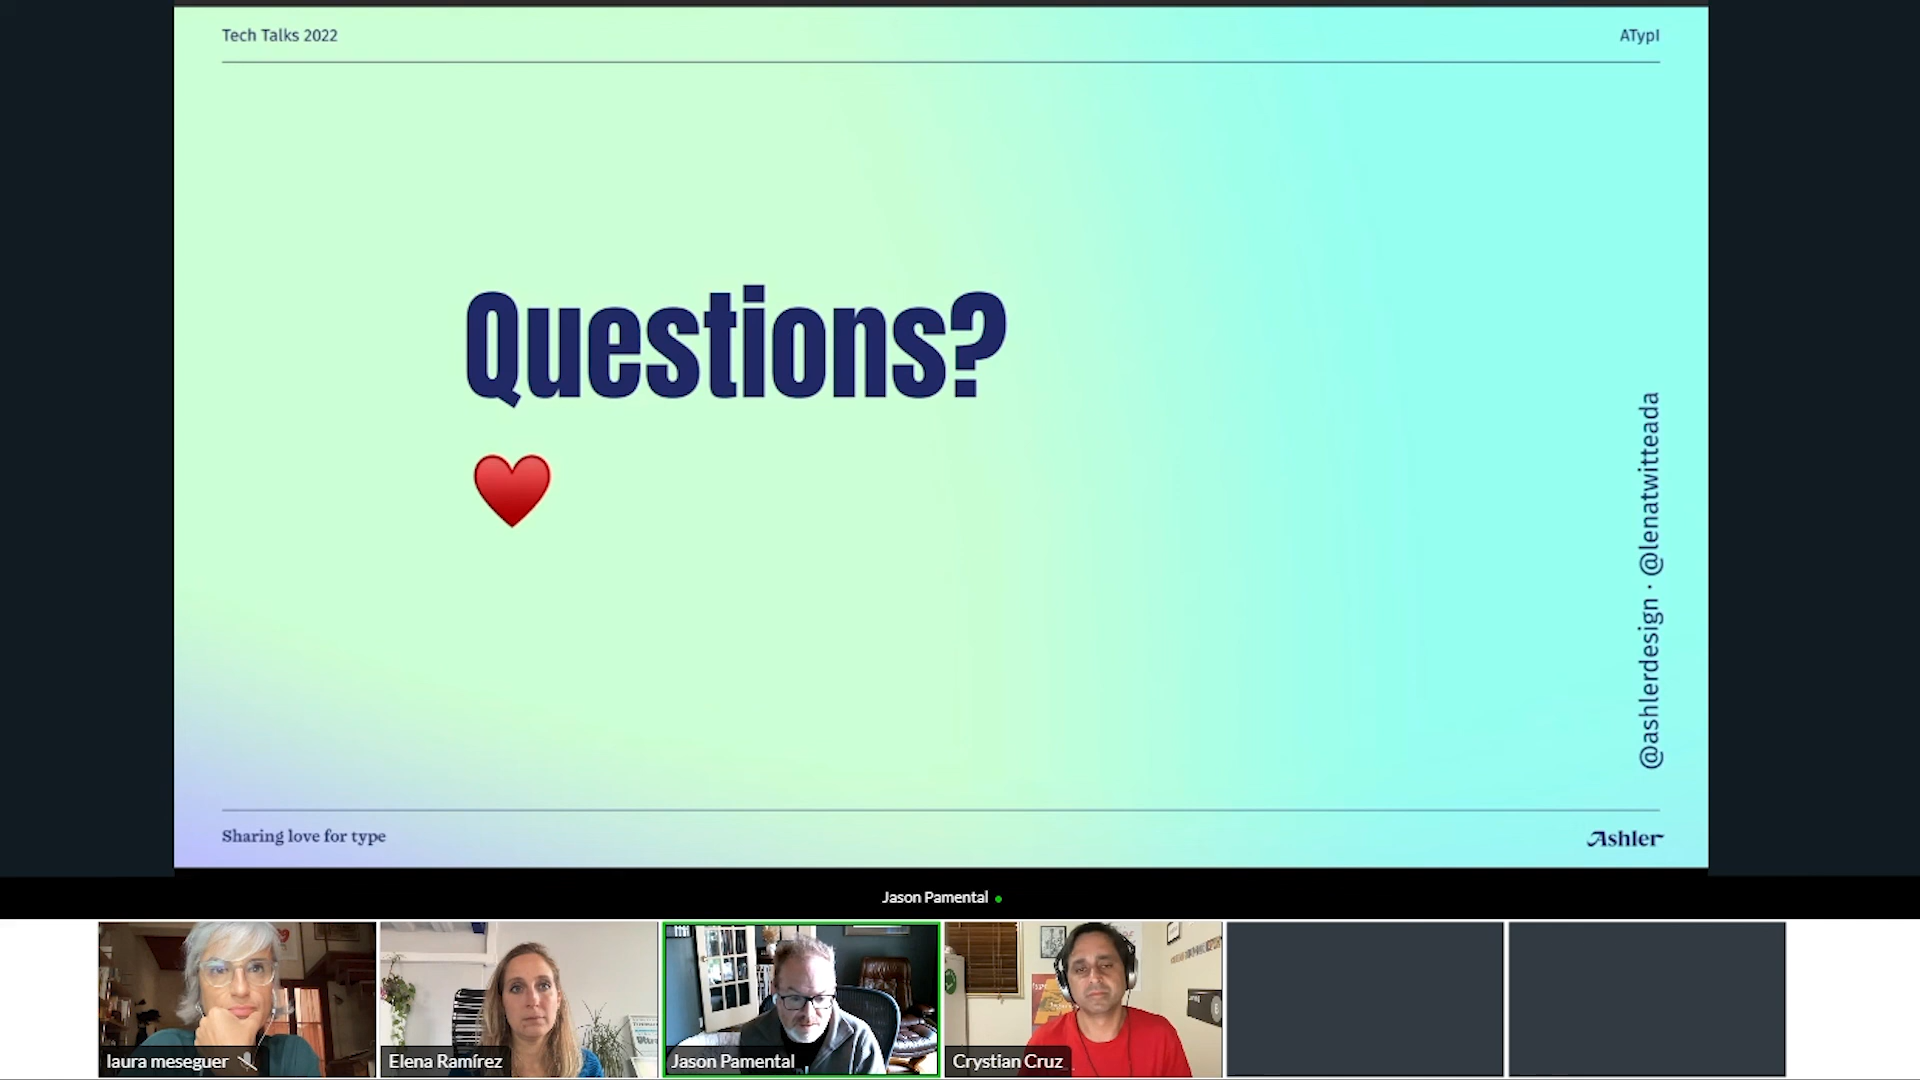 Tech Talks 2022
ATypI
Questions?
@ashlerdesign · @lenatwitteada
Sharing love for type
Ashler
Jason Pamental
laura meseguer
Elena Ramírez
Jason Pamental
Crystian Cruz